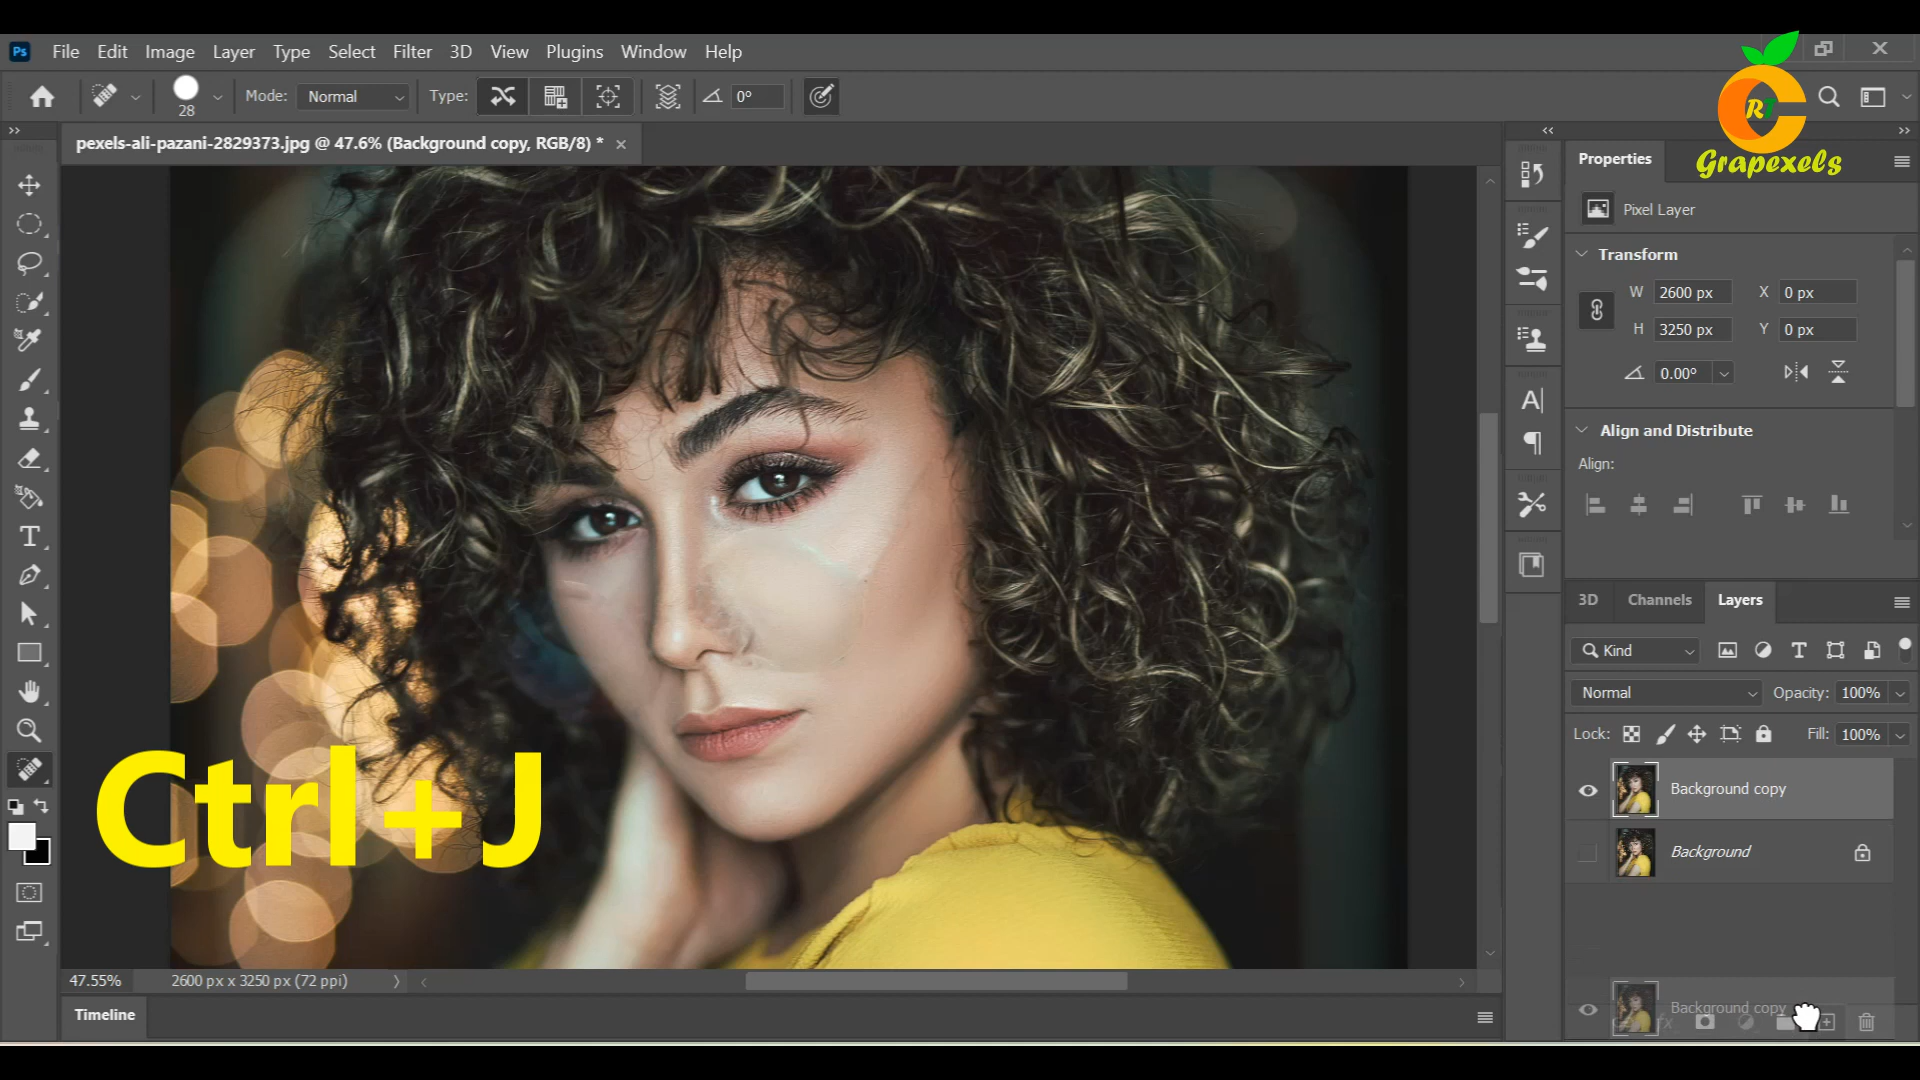 Ps File Edit Image Layer Type Select Filter 3D View Plugins Window Help
28 Mode: Normal Type: 0°
RT
Grapexels
pexels-ali-pazani-2829373.jpg @ 47.6% (Background copy, RGB/8) *
Properties
Pixel Layer
Transform
W 2600 px X 0 px
H 3250 px Y 0 px
0.00°
Align and Distribute
Align:
3D Channels Layers
Kind
Normal Opacity: 100%
Lock: Fill: 100%
Background copy
Background
Background copy
Ctrl+J
47.55% 2600 px x 3250 px (72 ppi)
Timeline